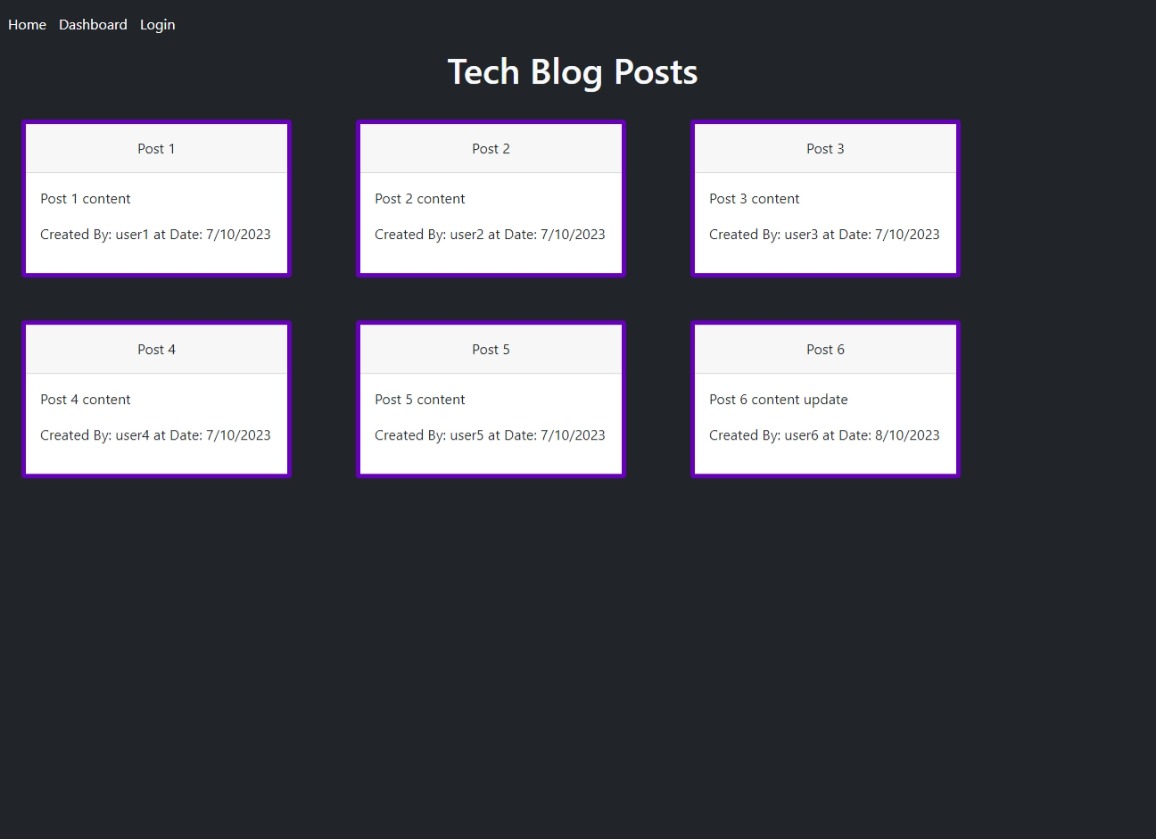 Home Dashboard Login
Tech Blog Posts
Post 1
Post 1 content
Created By: user1 at Date: 7/10/2023
Post 2
Post 2 content
Created By: user2 at Date: 7/10/2023
Post 3
Post 3 content
Created By: user3 at Date: 7/10/2023
Post 4
Post 4 content
Created By: user4 at Date: 7/10/2023
Post 5
Post 5 content
Created By: user5 at Date: 7/10/2023
Post 6
Post 6 content update
Created By: user6 at Date: 8/10/2023